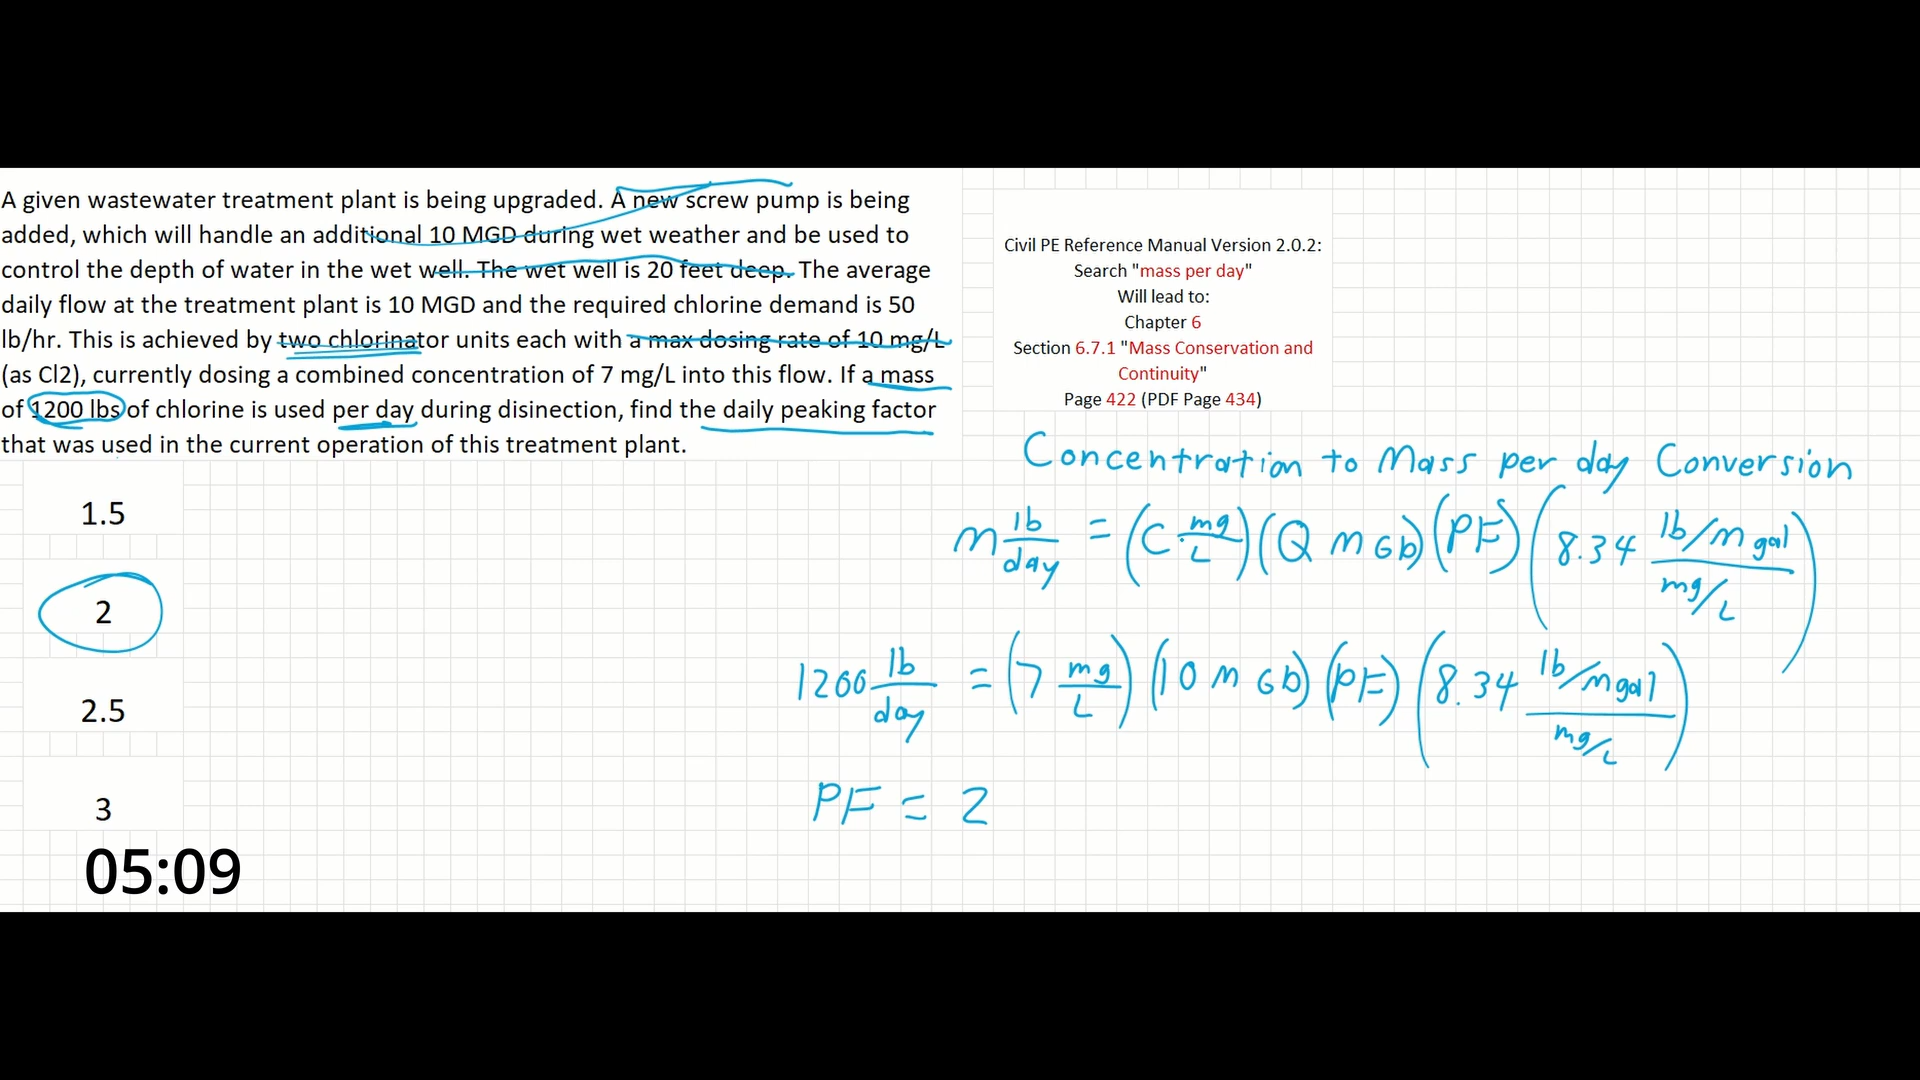 A given wastewater treatment plant is being upgraded. A new screw pump is being
added, which will handle an additional 10 MGD during wet weather and be used to
control the depth of water in the wet well. The wet well is 20 feet deep. The average
daily flow at the treatment plant is 10 MGD and the required chlorine demand is 50
lb/hr. This is achieved by two chlorinator units each with a max dosing rate of 10 mg/L
(as Cl2), currently dosing a combined concentration of 7 mg/L into this flow. If a mass
of 1200 lbs of chlorine is used per day during disinection, find the daily peaking factor
that was used in the current operation of this treatment plant.
1.5
2
2.5
3
05:09
Civil PE Reference Manual Version 2.0.2:
Search "mass per day"
Will lead to:
Chapter 6
Section 6.7.1 "Mass Conservation and
Continuity"
Page 422 (PDF Page 434)
Concentration to Mass per day Conversion
m lb/day = (C mg/L)(Q MGD)(PF)(8.34 lb/Mgal / mg/L)
1200 lb/day = (7 mg/L)(10 MGD)(PF)(8.34 lb/Mgal / mg/L)
PF = 2